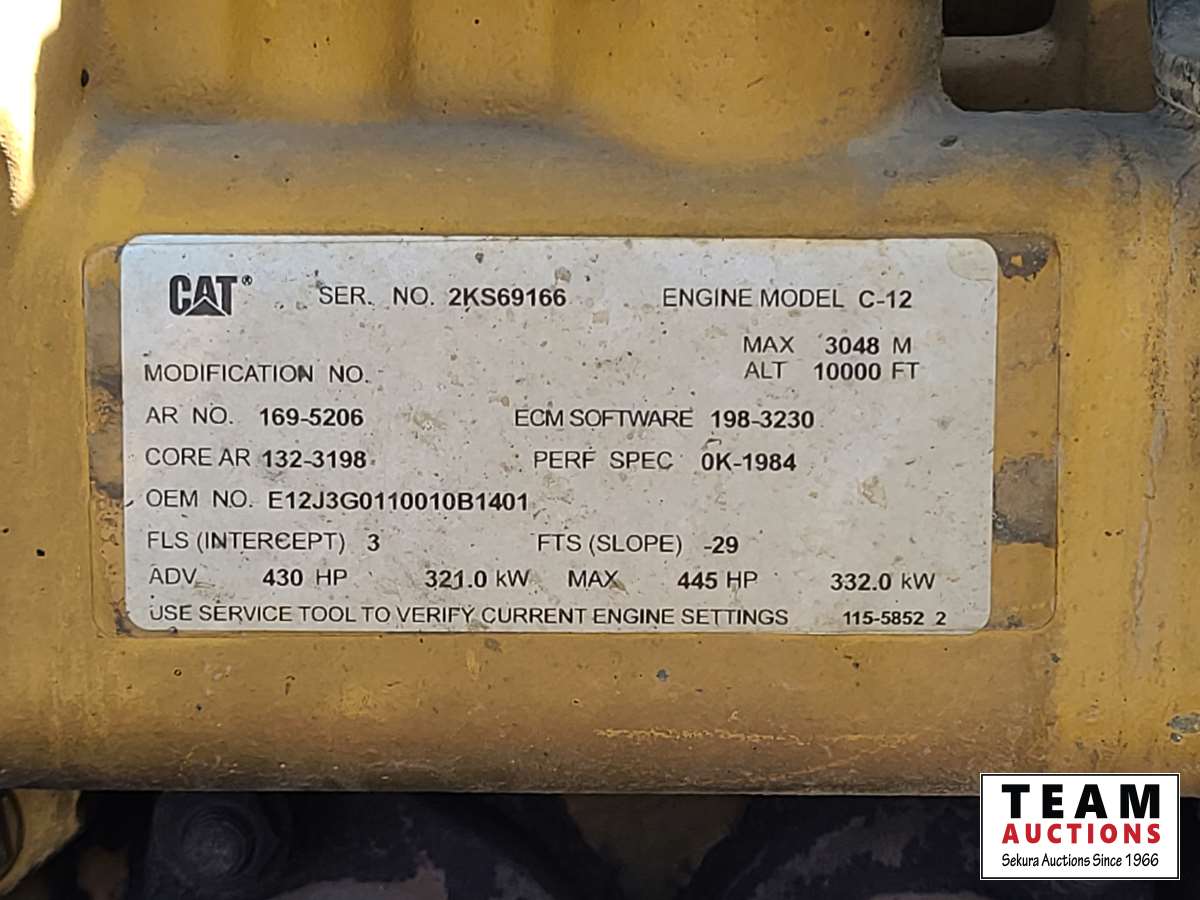 CAT® SER. NO. 2KS69166 ENGINE MODEL C-12
MAX 3048 M
MODIFICATION NO. ALT 10000 FT
AR NO. 169-5206 ECM SOFTWARE 198-3230
CORE AR 132-3198 PERF SPEC 0K-1984
OEM NO. E12J3G0110010B1401
FLS (INTERCEPT) 3 FTS (SLOPE) -29
ADV 430 HP 321.0 kW MAX 445 HP 332.0 kW
USE SERVICE TOOL TO VERIFY CURRENT ENGINE SETTINGS 115-5852 2
TEAM
AUCTIONS
Sekura Auctions Since 1966